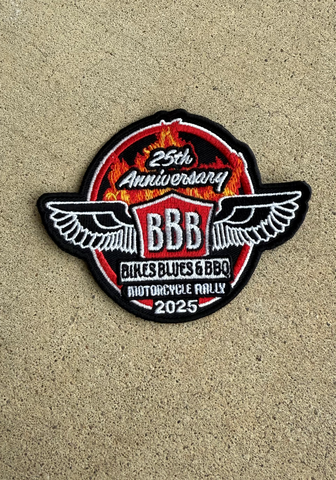 25th
Anniversary
BBB
BIKES BLUES & BBQ
MOTORCYCLE RALLY
2025